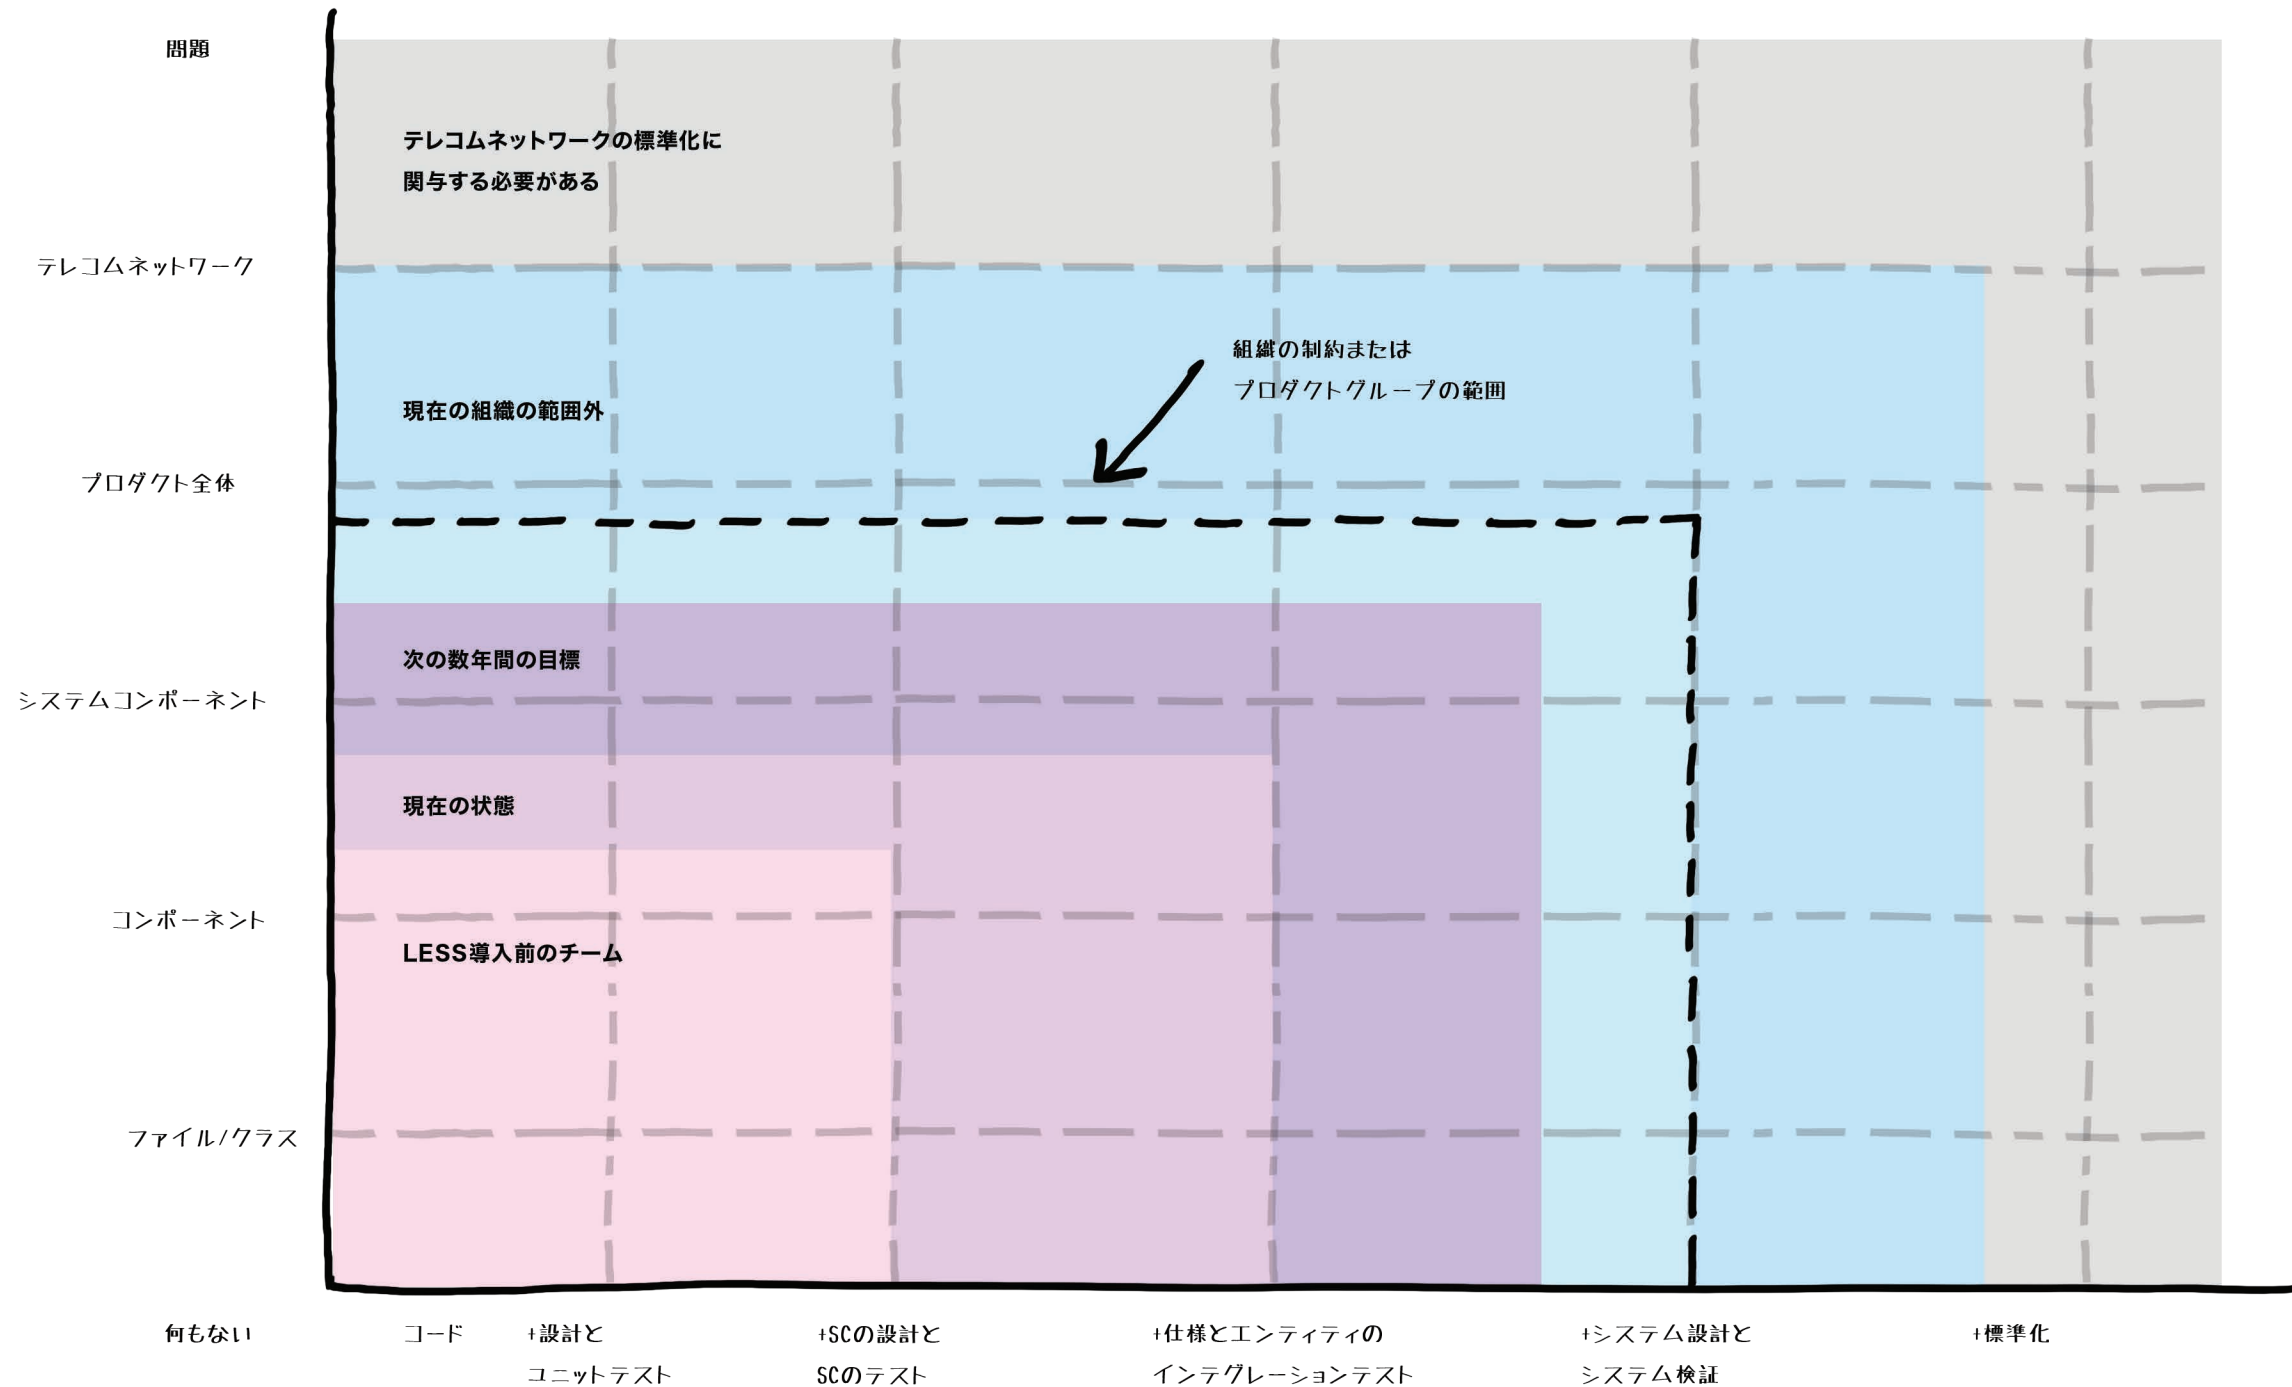 問題
テレコムネットワークの標準化に
関与する必要がある
テレコムネットワーク
組織の制約または
プロダクトグループの範囲
現在の組織の範囲外
プロダクト全体
次の数年間の目標
システムコンポーネント
現在の状態
コンポーネント
LESS導入前のチーム
ファイル/クラス
何もない
コード
+設計と
ユニットテスト
+SCの設計と
SCのテスト
+仕様とエンティティの
インテグレーションテスト
+システム設計と
システム検証
+標準化